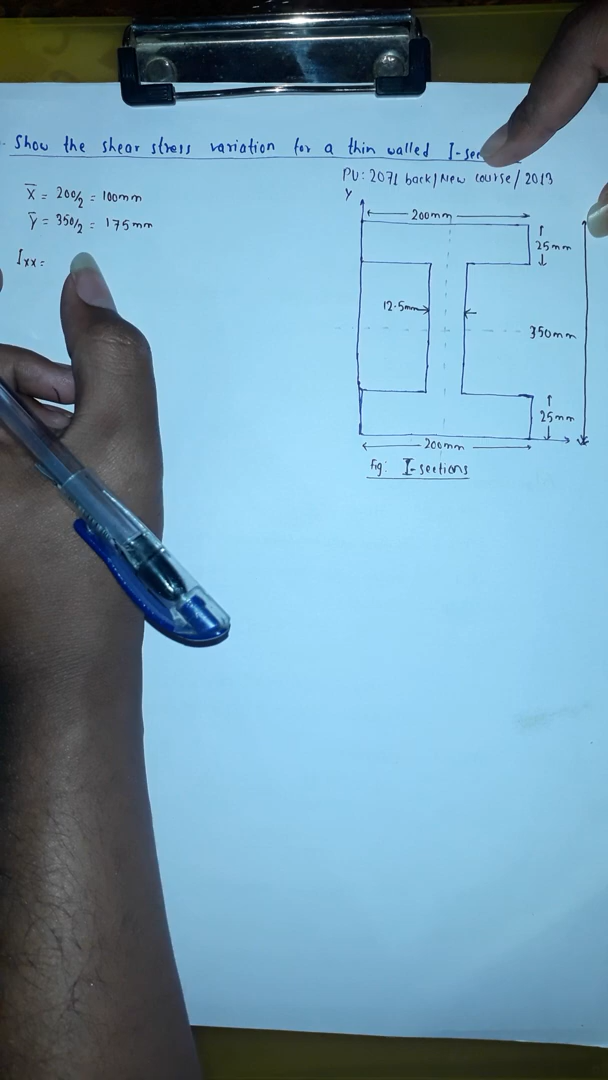 Show the shear stress variation for a thin walled
PU: 2071 back/New course/2013
X̄ = 200/2 = 100mm
Ȳ = 350/2 = 175mm
Ixx =
Y
200mm
25mm
12.5mm
350mm
25mm
200mm
Fig: I-sections